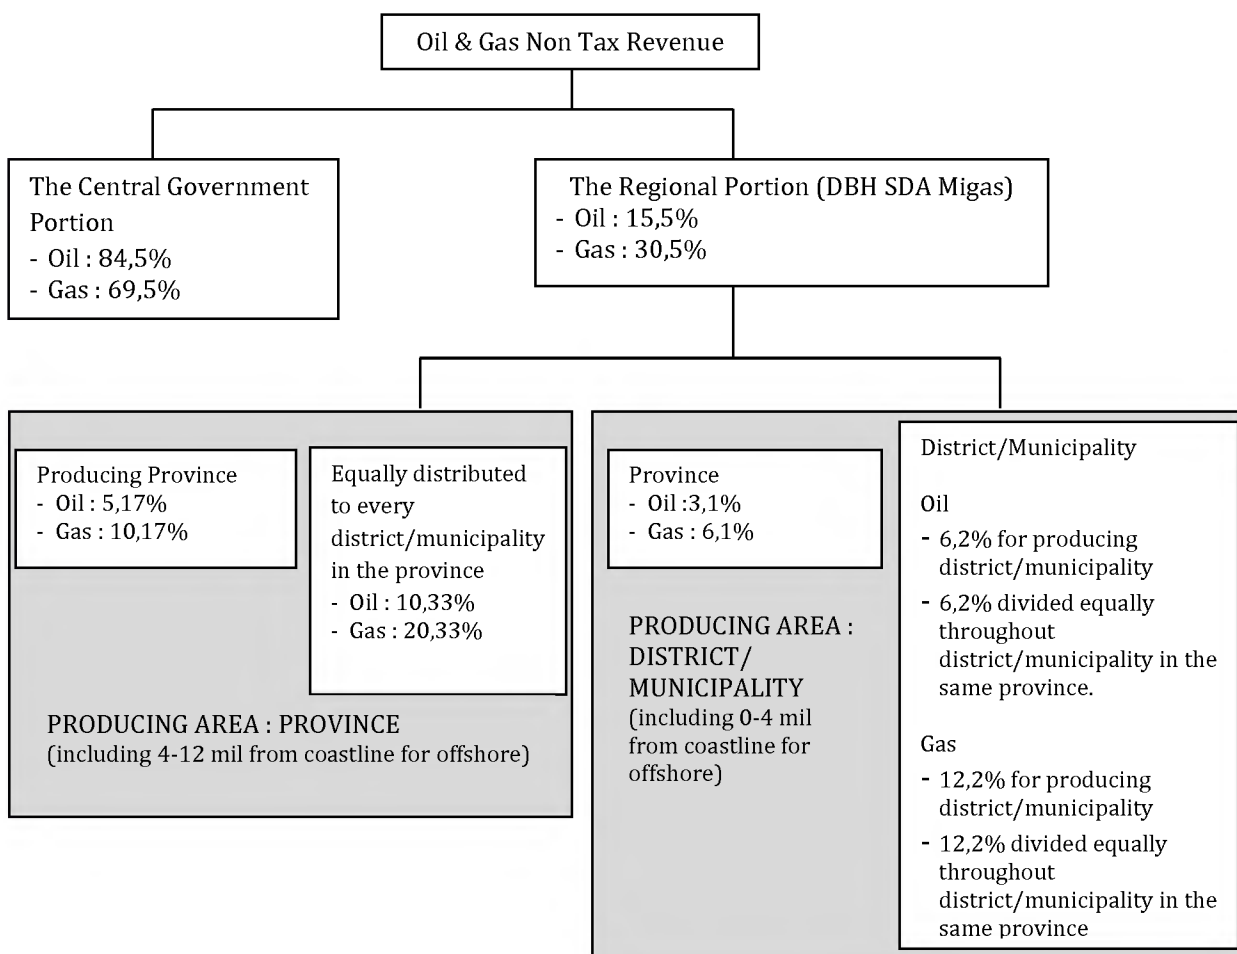 Oil & Gas Non Tax Revenue
The Central Government
Portion
- Oil : 84,5%
- Gas : 69,5%
The Regional Portion (DBH SDA Migas)
- Oil : 15,5%
- Gas : 30,5%
Producing Province
- Oil : 5,17%
- Gas : 10,17%
Equally distributed
to every
district/municipality
in the province
- Oil : 10,33%
- Gas : 20,33%
PRODUCING AREA : PROVINCE
(including 4-12 mil from coastline for offshore)
Province
- Oil :3,1%
- Gas : 6,1%
PRODUCING AREA :
DISTRICT/
MUNICIPALITY
(including 0-4 mil
from coastline for
offshore)
District/Municipality
Oil
- 6,2% for producing
district/municipality
- 6,2% divided equally
throughout
district/municipality in the
same province.
Gas
- 12,2% for producing
district/municipality
- 12,2% divided equally
throughout
district/municipality in the
same province